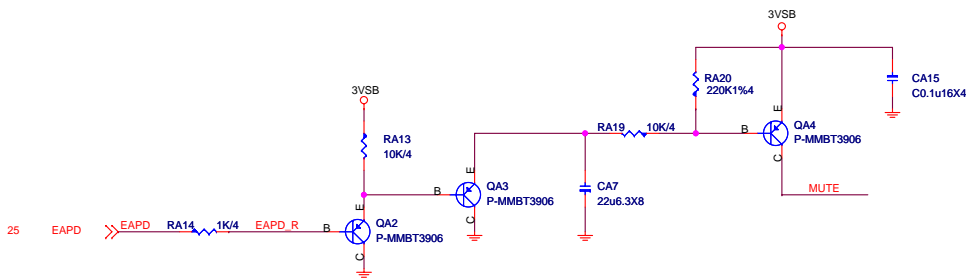 3VSB
RA20
220K1%4
CA15
C0.1u16X4
3VSB
RA13
10K/4
E
QA4
P-MMBT3906
B
C
RA19
10K/4
MUTE
E
QA3
P-MMBT3906
B
C
CA7
22u6.3X8
E
QA2
P-MMBT3906
B
C
25
EAPD
EAPD
RA14
1K/4
EAPD_R